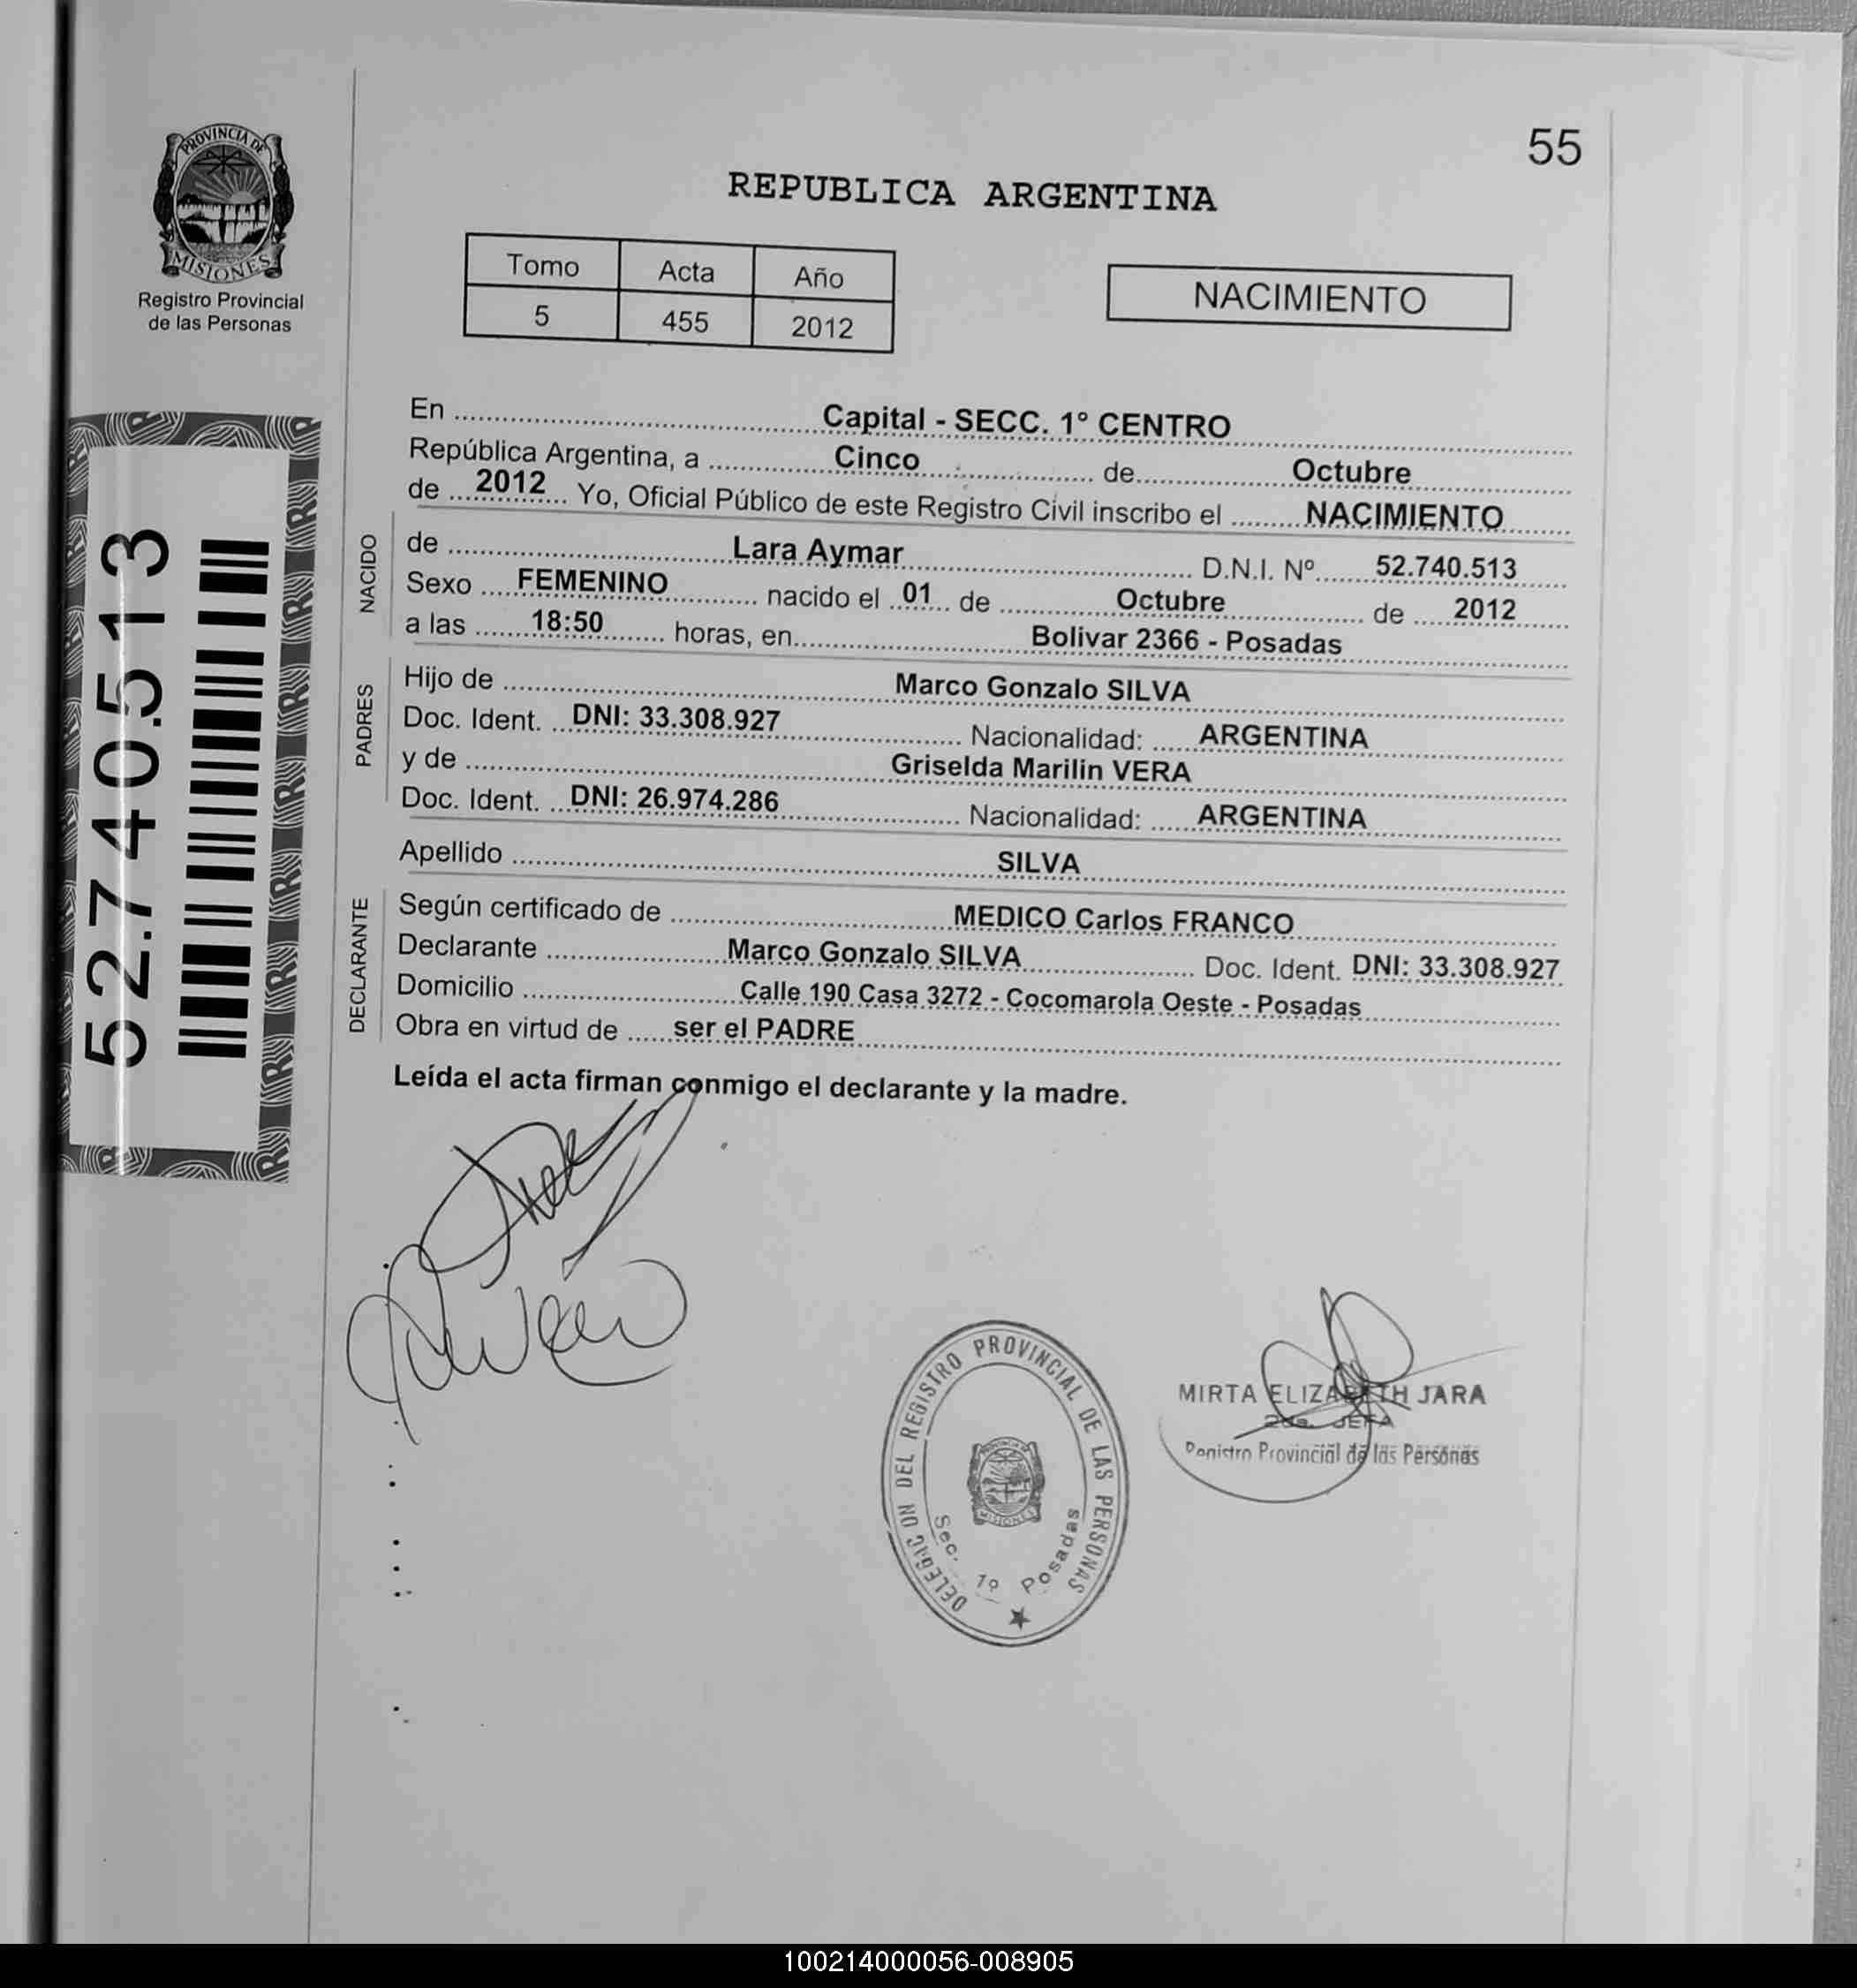 55
PROVINCIA DE
MISIONES
Registro Provincial
de las Personas
REPUBLICA ARGENTINA
Tomo Acta Año
5 455 2012
NACIMIENTO
52.740.513
En Capital - SECC. 1° CENTRO
República Argentina, a Cinco de Octubre
de 2012 Yo, Oficial Público de este Registro Civil inscribo el NACIMIENTO
NACIDO
de Lara Aymar D.N.I. Nº 52.740.513
Sexo FEMENINO nacido el 01 de Octubre de 2012
a las 18:50 horas, en Bolivar 2366 - Posadas
PADRES
Hijo de Marco Gonzalo SILVA
Doc. Ident. DNI: 33.308.927 Nacionalidad: ARGENTINA
y de Griselda Marilin VERA
Doc. Ident. DNI: 26.974.286 Nacionalidad: ARGENTINA
Apellido SILVA
DECLARANTE
Según certificado de MEDICO Carlos FRANCO
Declarante Marco Gonzalo SILVA Doc. Ident. DNI: 33.308.927
Domicilio Calle 190 Casa 3272 - Cocomarola Oeste - Posadas
Obra en virtud de ser el PADRE
Leída el acta firman conmigo el declarante y la madre.
DELEGACION DEL REGISTRO PROVINCIAL DE LAS PERSONAS
MISIONES
Sec. 1º Posadas
MIRTA ELIZABETH JARA
2da. JEFA
Registro Provincial de las Personas
100214000056-008905